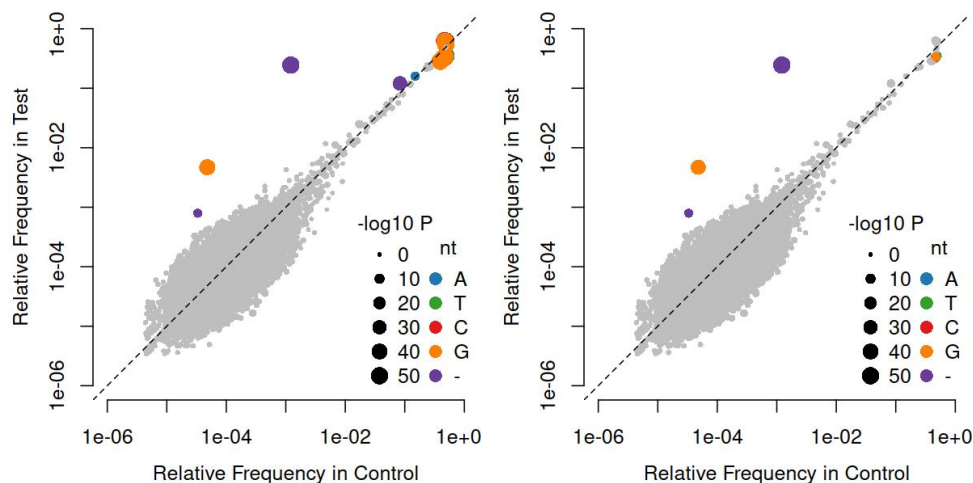 1e+0
1e-02
1e-04
1e-06
Relative Frequency in Test
-log10 P
nt
0
10 A
20 T
30 C
40 G
50 -
1e-06 1e-04 1e-02 1e+0
Relative Frequency in Control
1e+0
1e-02
1e-04
1e-06
Relative Frequency in Test
-log10 P
nt
0
10 A
20 T
30 C
40 G
50 -
1e-06 1e-04 1e-02 1e+0
Relative Frequency in Control